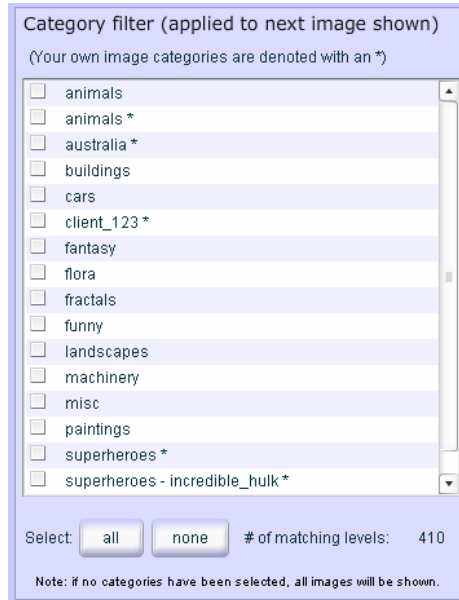 Category filter (applied to next image shown)
(Your own image categories are denoted with an *)
animals
animals *
australia *
buildings
cars
client_123 *
fantasy
flora
fractals
funny
landscapes
machinery
misc
paintings
superheroes *
superheroes - incredible_hulk *
Select: all none # of matching levels: 410
Note: if no categories have been selected, all images will be shown.